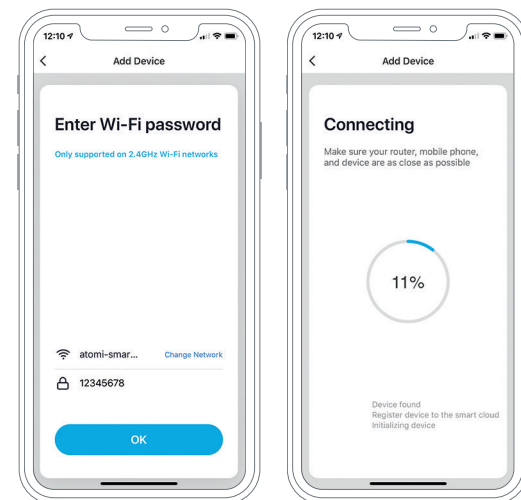 12:10
Add Device
Enter Wi-Fi password
Only supported on 2.4GHz Wi-Fi networks
atomi-smar...
Change Network
12345678
OK
12:10
Add Device
Connecting
Make sure your router, mobile phone,
and device are as close as possible
11%
Device found
Register device to the smart cloud
Initializing device